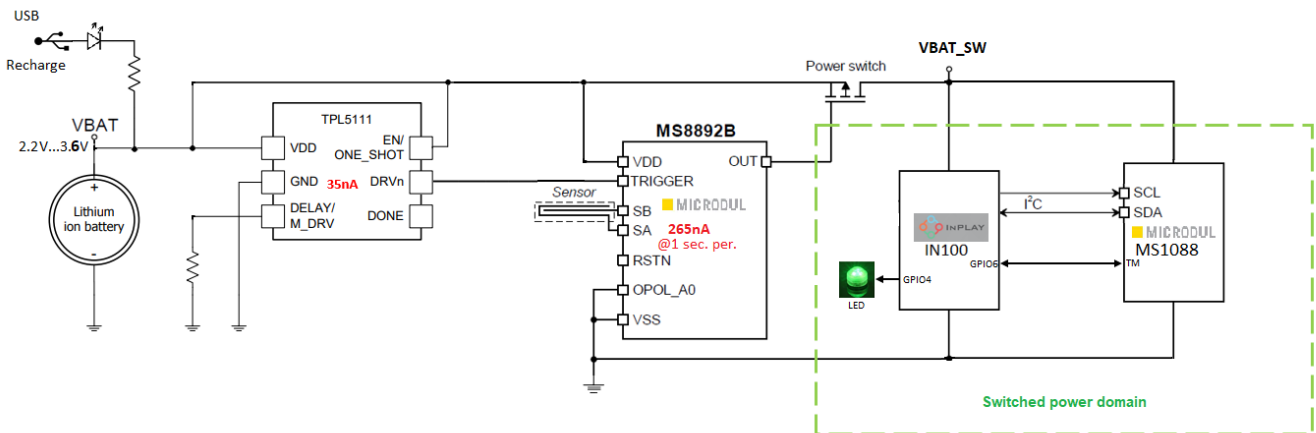 USB
Recharge
VBAT
2.2V...3.6V
Lithium
ion battery
+
-
TPL5111
VDD
EN/
ONE_SHOT
GND
35nA
DRVn
DELAY/
M_DRV
DONE
MS8892B
VDD
OUT
TRIGGER
Sensor
SB
MICRODUL
SA
265nA
@1 sec. per.
RSTN
OPOL_A0
VSS
Power switch
VBAT_SW
INPLAY
IN100
GPIO6
GPIO4
LED
I²C
SCL
SDA
MICRODUL
MS1088
TM
Switched power domain